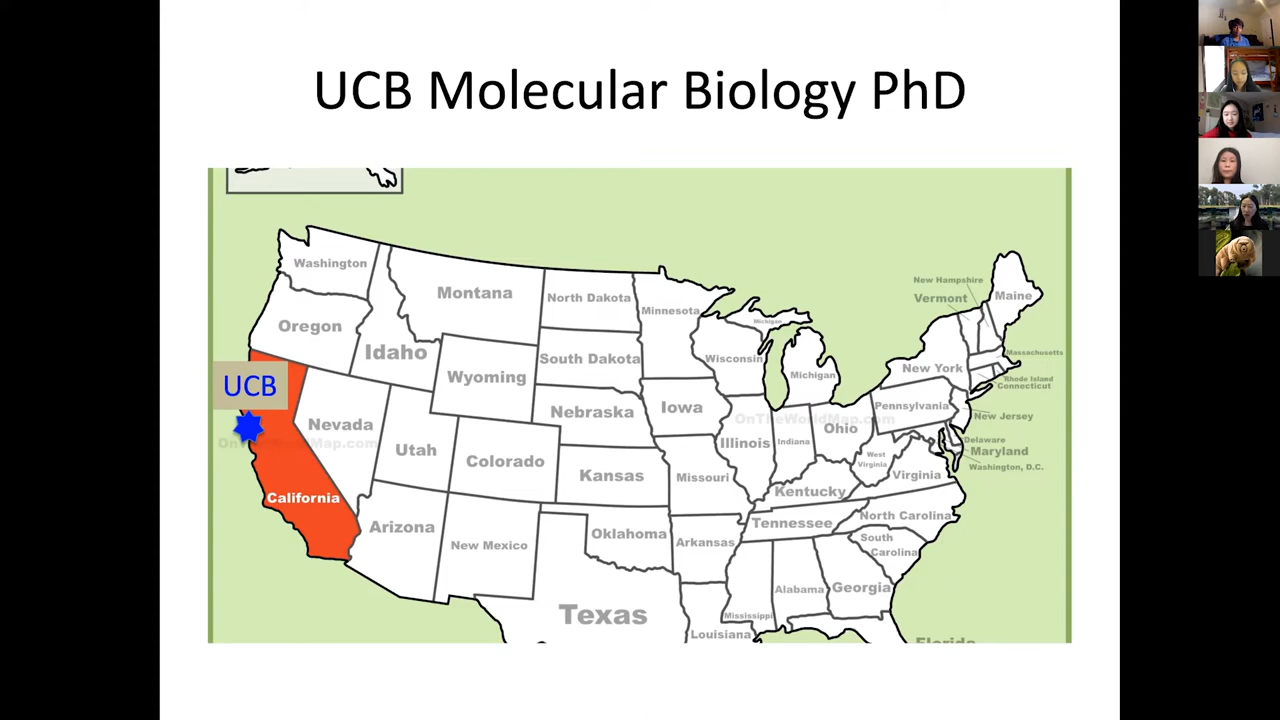 UCB Molecular Biology PhD
Washington
Montana
North Dakota
Minnesota
Michigan
New Hampshire
Vermont
Maine
Oregon
Idaho
South Dakota
Wisconsin
Massachusetts
Wyoming
Michigan
New York
Rhode Island
Connecticut
UCB
Nebraska
Iowa
Pennsylvania
New Jersey
Nevada
OnTheWorldMap.com
OnTheWorldMap.com
Utah
Colorado
Illinois
Indiana
Ohio
West
Virginia
Delaware
Maryland
Washington, D.C.
Kansas
Missouri
Virginia
California
Kentucky
Arizona
New Mexico
Oklahoma
Arkansas
Tennessee
North Carolina
South
Carolina
Texas
Mississippi
Alabama
Georgia
Louisiana
Florida